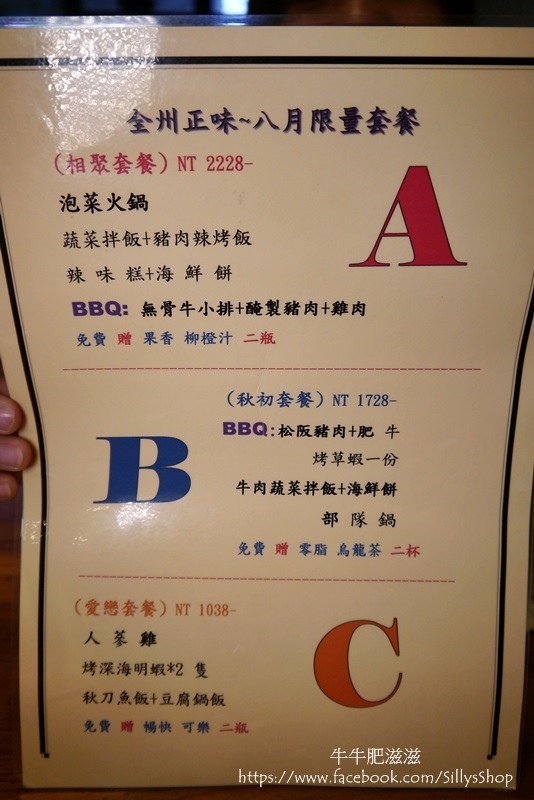 全州正味~八月限量套餐
(相聚套餐) NT 2228-
A
泡菜火鍋
蔬菜拌飯+豬肉辣烤飯
辣 味 糕+海 鮮 餅
BBQ: 無骨牛小排+醃製豬肉+雞肉
免費 贈 果香 柳橙汁 二瓶
(秋初套餐) NT 1728-
BBQ:松阪豬肉+肥 牛
B
烤草蝦一份
牛肉蔬菜拌飯+海鮮餅
部 隊 鍋
免費 贈 零脂 烏龍茶 二杯
(愛戀套餐) NT 1038-
人 蔘 雞
C
烤深海明蝦*2 隻
秋刀魚飯+豆腐鍋飯
免費 贈 暢快 可樂 二瓶
牛牛肥滋滋
https://www.facebook.com/SillysShop